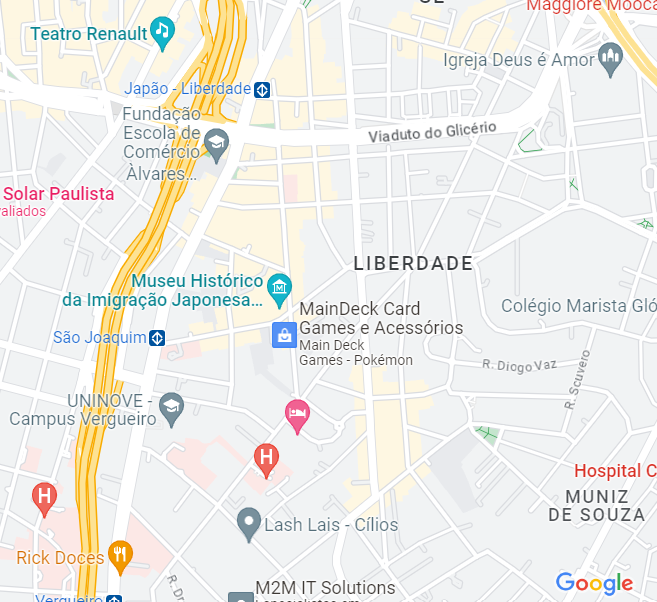 SÉ
Maggiore Mooca
Teatro Renault
Igreja Deus é Amor
Japão - Liberdade
Fundação
Escola de
Comércio
Álvares...
Viaduto do Glicério
Solar Paulista
valiados
LIBERDADE
Museu Histórico
da Imigração Japonesa...
MainDeck Card
Games e Acessórios
Main Deck
Games - Pokémon
Colégio Marista Gló
São Joaquim
R. Diogo Vaz
R. Scuvero
UNINOVE -
Campus Vergueiro
H
H
Hospital C
MUNIZ
DE SOUZA
Lash Lais - Cílios
Rick Doces
Google
R. Dr
M2M IT Solutions
Vergueiro